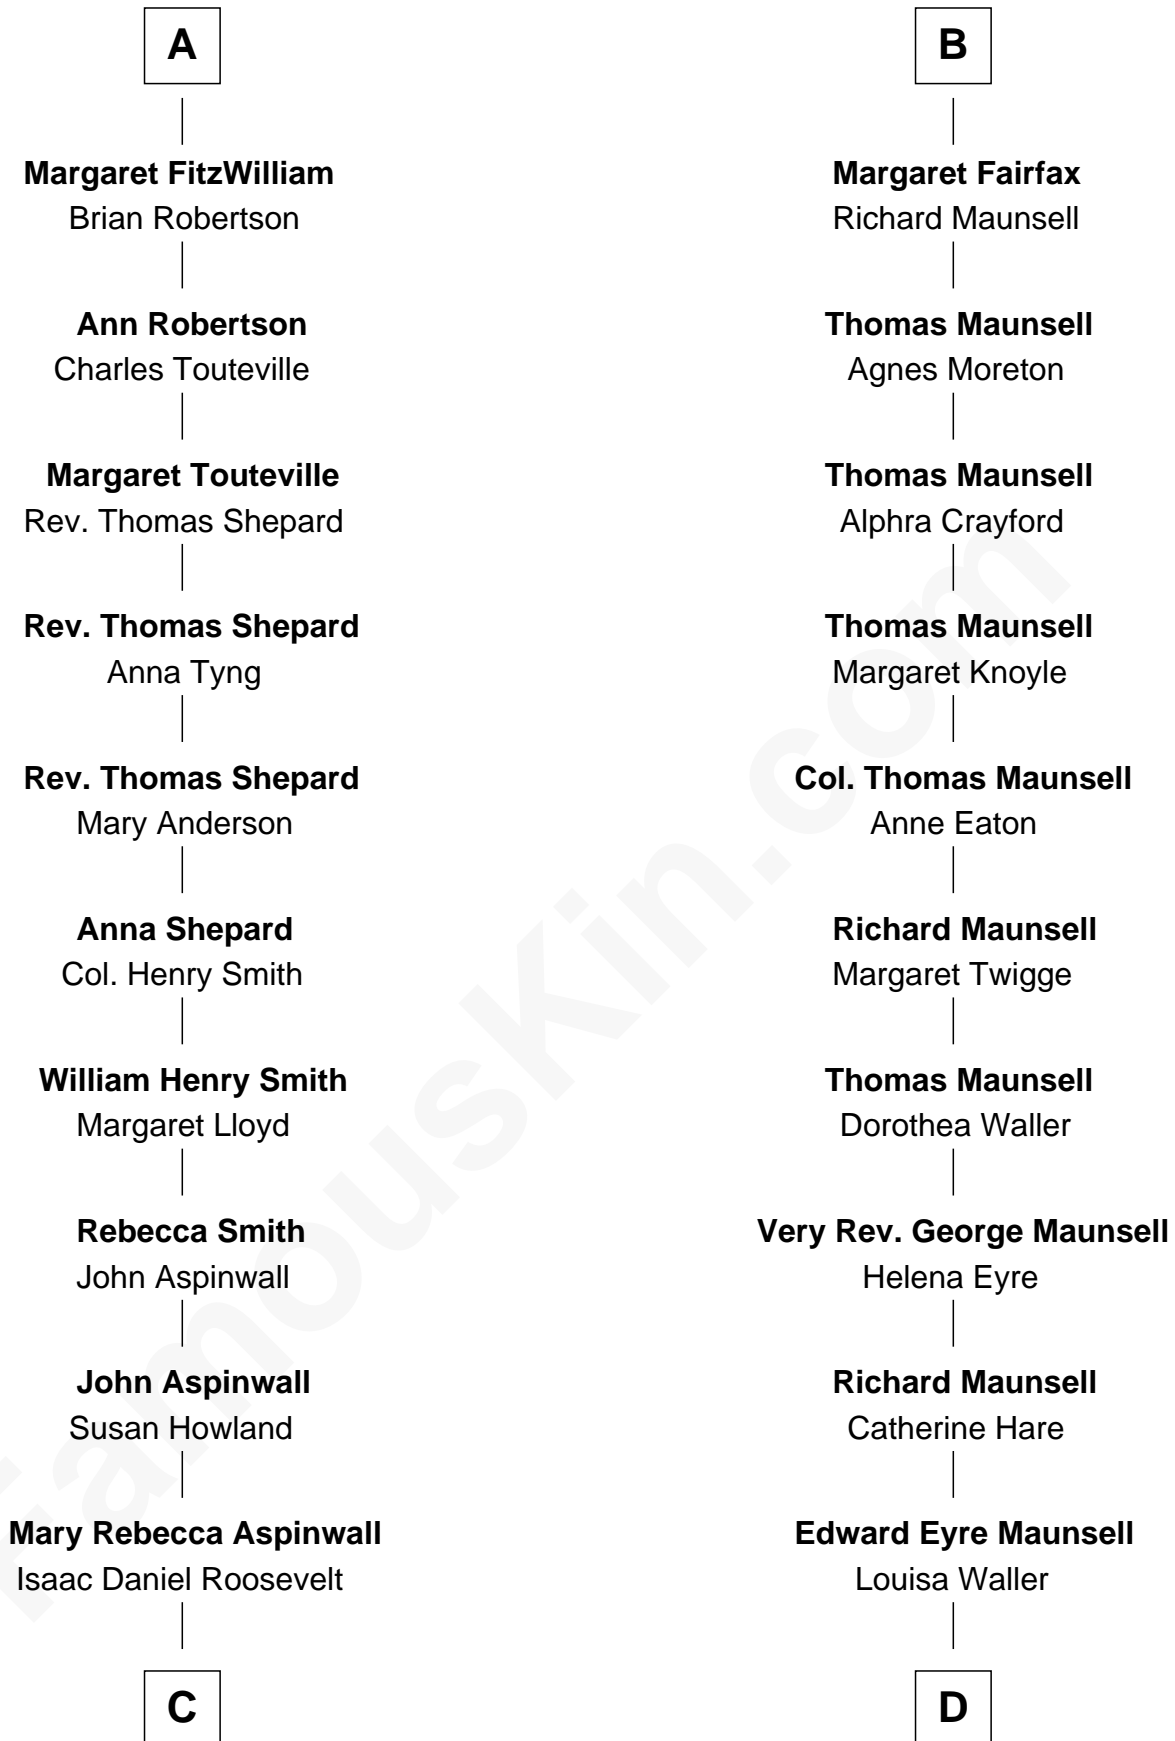 A
Margaret FitzWilliam
Brian Robertson
Ann Robertson
Charles Touteville
Margaret Touteville
Rev. Thomas Shepard
Rev. Thomas Shepard
Anna Tyng
Rev. Thomas Shepard
Mary Anderson
Anna Shepard
Col. Henry Smith
William Henry Smith
Margaret Lloyd
Rebecca Smith
John Aspinwall
John Aspinwall
Susan Howland
Mary Rebecca Aspinwall
Isaac Daniel Roosevelt
C
B
Margaret Fairfax
Richard Maunsell
Thomas Maunsell
Agnes Moreton
Thomas Maunsell
Alphra Crayford
Thomas Maunsell
Margaret Knoyle
Col. Thomas Maunsell
Anne Eaton
Richard Maunsell
Margaret Twigge
Thomas Maunsell
Dorothea Waller
Very Rev. George Maunsell
Helena Eyre
Richard Maunsell
Catherine Hare
Edward Eyre Maunsell
Louisa Waller
D
FamousKin.com